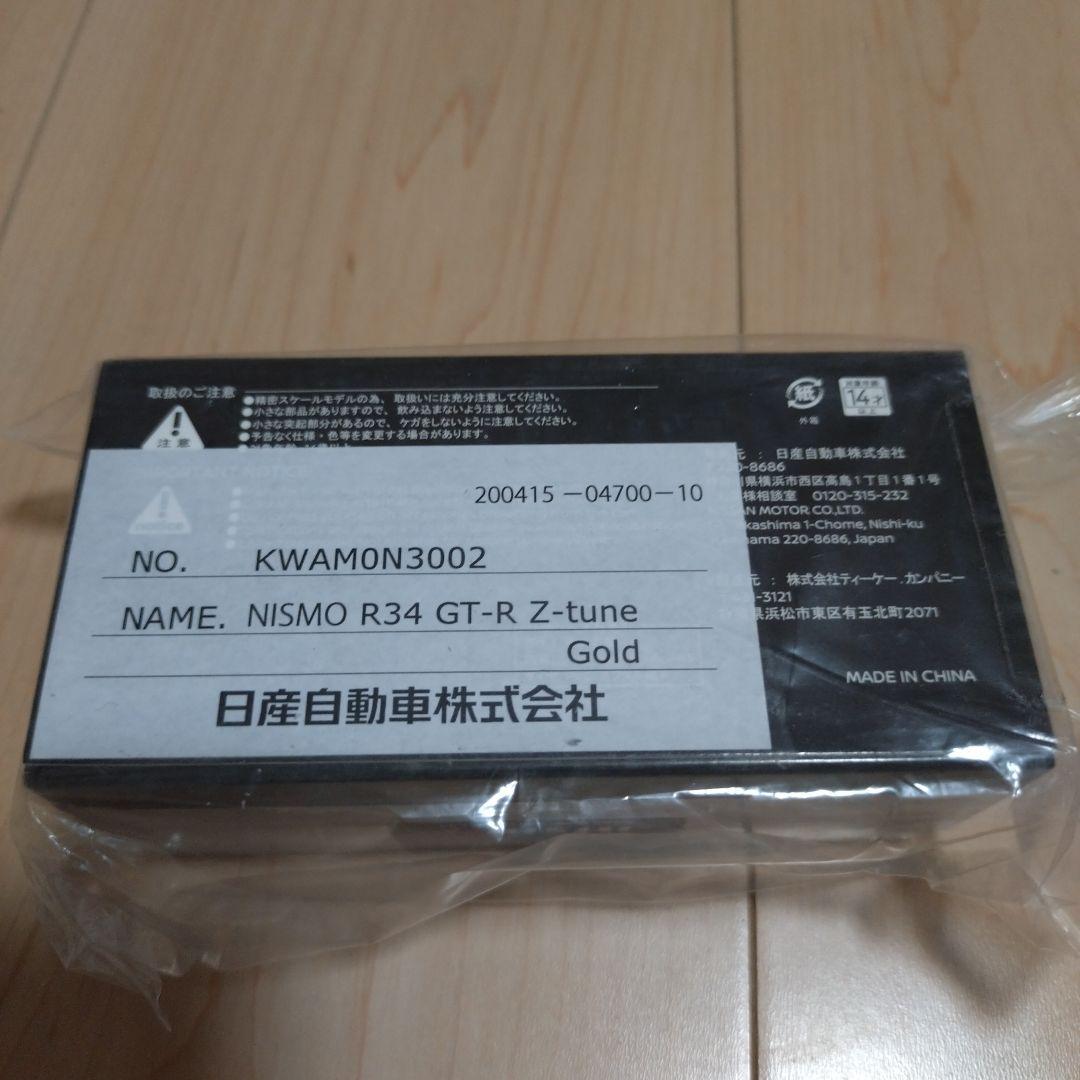 取扱のご注意
●精密スケールモデルの為、取扱いには充分注意してください。
●小さな部品がありますので、飲み込まないよう注意してください。
●小さな突起部分があるので、ケガをしないように注意してください。
●予告なく仕様・色等を変更する場合があります。
注意
紙
外箱
対象年齢
14才
以上
元 : 日産自動車株式会社
-8686
県横浜市西区高島1丁目1番1号
様相談室 0120-315-232
AN MOTOR CO.,LTD.
kashima 1-Chome, Nishi-ku
hama 220-8686, Japan
元 : 株式会社ティーケー.カンパニー
-3121
県浜松市東区有玉北町2071
MADE IN CHINA
200415-04700-10
NO. KWAM0N3002
NAME. NISMO R34 GT-R Z-tune
Gold
日産自動車株式会社